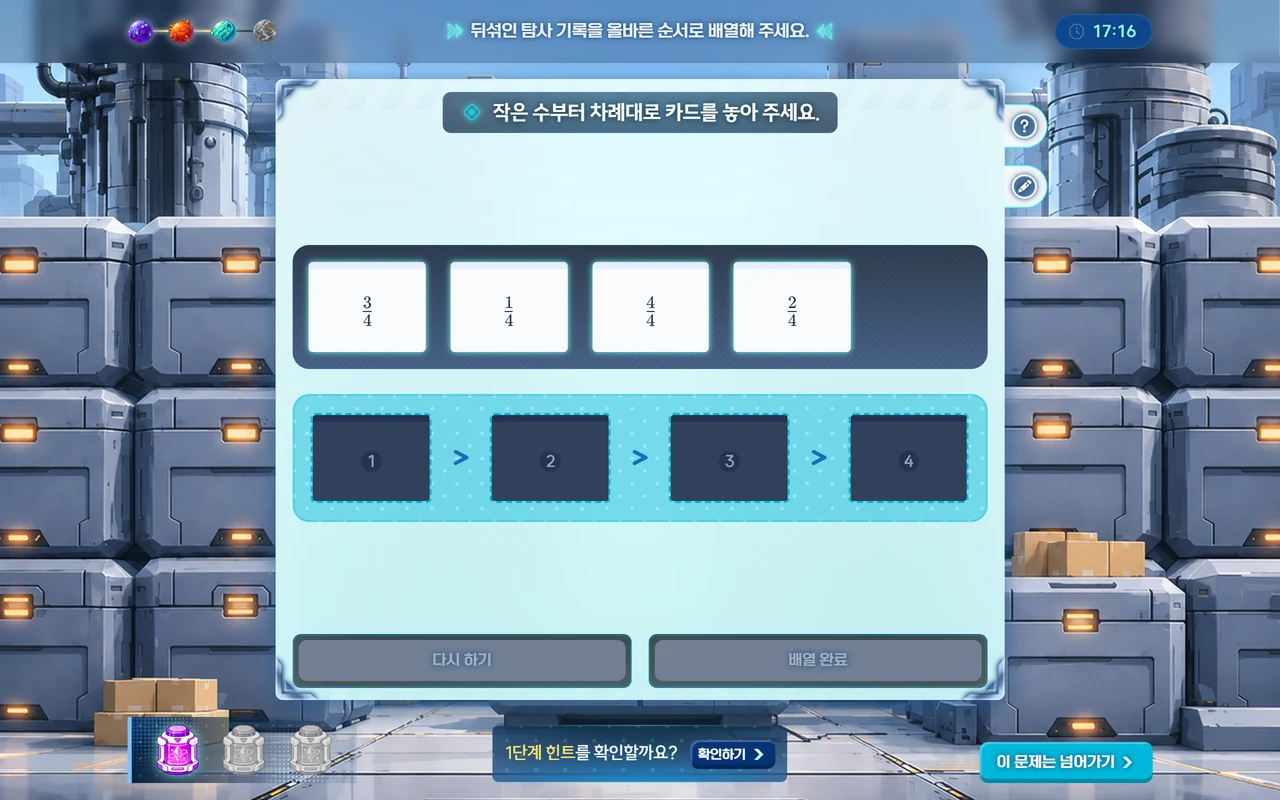 뒤섞인 탐사 기록을 올바른 순서로 배열해 주세요.
17:16
작은 수부터 차례대로 카드를 놓아 주세요.
?
3/4 1/4 4/4 2/4
1 > 2 > 3 > 4
다시 하기
배열 완료
1단계 힌트를 확인할까요? 확인하기 >
이 문제는 넘어가기 >